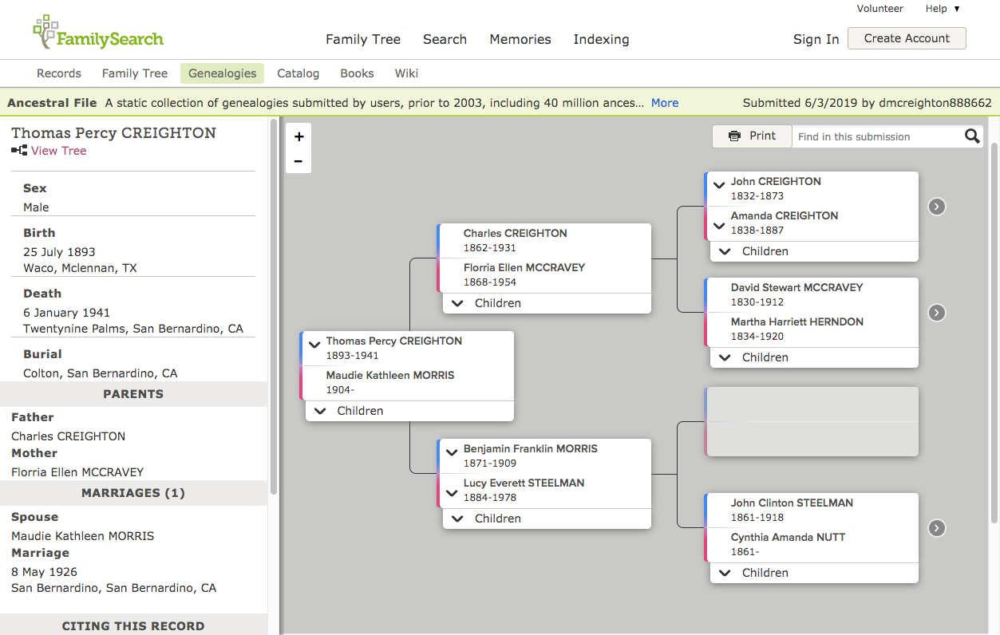 Volunteer
Help ▼
FamilySearch
Family Tree
Search
Memories
Indexing
Sign In
Create Account
Records
Family Tree
Genealogies
Catalog
Books
Wiki
Ancestral File A static collection of genealogies submitted by users, prior to 2003, including 40 million ances... More
Submitted 6/3/2019 by dmcreighton888662
Thomas Percy CREIGHTON
View Tree
Sex
Male
Birth
25 July 1893
Waco, Mclennan, TX
Death
6 January 1941
Twentynine Palms, San Bernardino, CA
Burial
Colton, San Bernardino, CA
PARENTS
Father
Charles CREIGHTON
Mother
Florria Ellen MCCRAVEY
MARRIAGES (1)
Spouse
Maudie Kathleen MORRIS
Marriage
8 May 1926
San Bernardino, San Bernardino, CA
CITING THIS RECORD
+
−
Print
Find in this submission
Thomas Percy CREIGHTON
1893-1941
Maudie Kathleen MORRIS
1904-
Children
Charles CREIGHTON
1862-1931
Florria Ellen MCCRAVEY
1868-1954
Children
Benjamin Franklin MORRIS
1871-1909
Lucy Everett STEELMAN
1884-1978
Children
John CREIGHTON
1832-1873
Amanda CREIGHTON
1838-1887
Children
David Stewart MCCRAVEY
1830-1912
Martha Harriett HERNDON
1834-1920
Children
John Clinton STEELMAN
1861-1918
Cynthia Amanda NUTT
1861-
Children